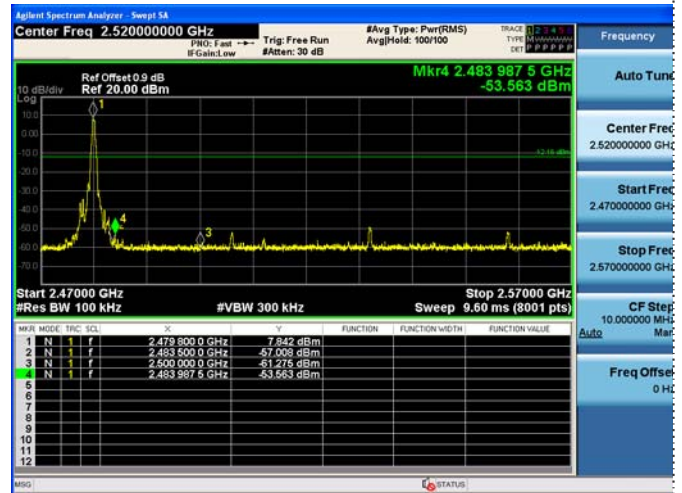 Agilent Spectrum Analyzer - Swept SA
Center Freq 2.520000000 GHz
PNO: Fast
IFGain:Low
Trig: Free Run
#Atten: 30 dB
#Avg Type: Pwr(RMS)
Avg|Hold: 100/100
TRACE 1 2 3 4 5 6
TYPE
DET P P P P P P
Frequency
Mkr4 2.483 987 5 GHz
-53.563 dBm
Ref Offset 0.9 dB
10 dB/div Ref 20.00 dBm
Log
10.0
0.00
-10.0
-20.0
-30.0
-40.0
-50.0
-60.0
-70.0
1
4
3
-12.16 dBm
Start 2.47000 GHz
Stop 2.57000 GHz
#Res BW 100 kHz
#VBW 300 kHz
Sweep 9.60 ms (8001 pts)
MKR MODE TRC SCL X Y FUNCTION FUNCTION WIDTH FUNCTION VALUE
1 N 1 f 2.479 800 0 GHz 7.842 dBm
2 N 1 f 2.483 500 0 GHz -57.008 dBm
3 N 1 f 2.500 000 0 GHz -61.275 dBm
4 N 1 f 2.483 987 5 GHz -53.563 dBm
5
6
7
8
9
10
11
12
MSG
STATUS
Auto Tune
Center Freq
2.520000000 GHz
Start Freq
2.470000000 GHz
Stop Freq
2.570000000 GHz
CF Step
10.000000 MHz
Auto Man
Freq Offset
0 Hz